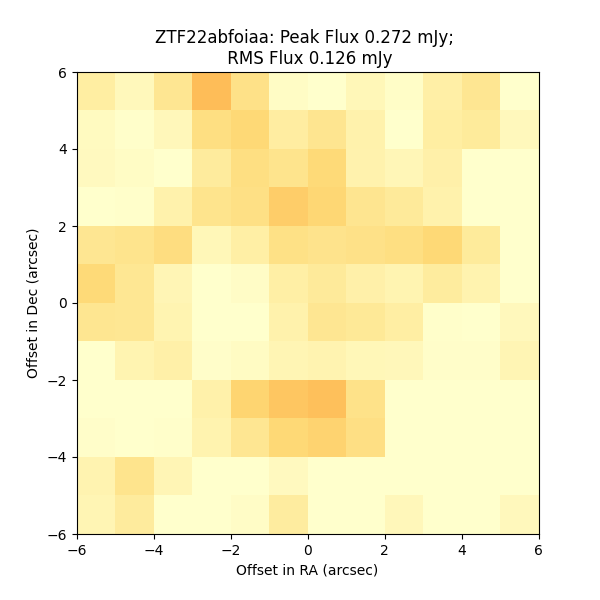 ZTF22abfoiaa: Peak Flux 0.272 mJy;
RMS Flux 0.126 mJy
6
4
2
0
−2
−4
−6
Offset in Dec (arcsec)
−6 −4 −2 0 2 4 6
Offset in RA (arcsec)